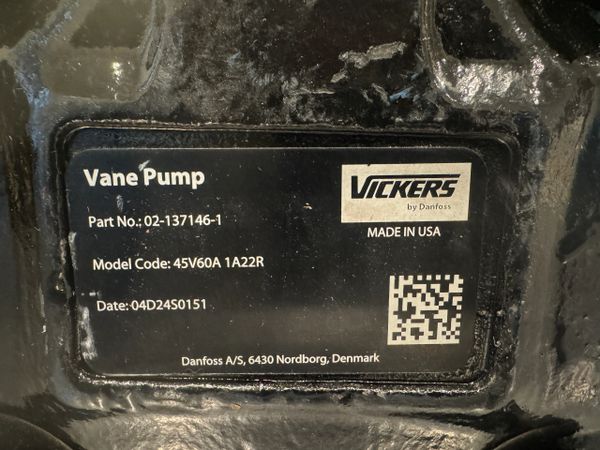 Vane Pump
VICKERS
by Danfoss
Part No.: 02-137146-1
MADE IN USA
Model Code: 45V60A 1A22R
Date: 04D24S0151
Danfoss A/S, 6430 Nordborg, Denmark